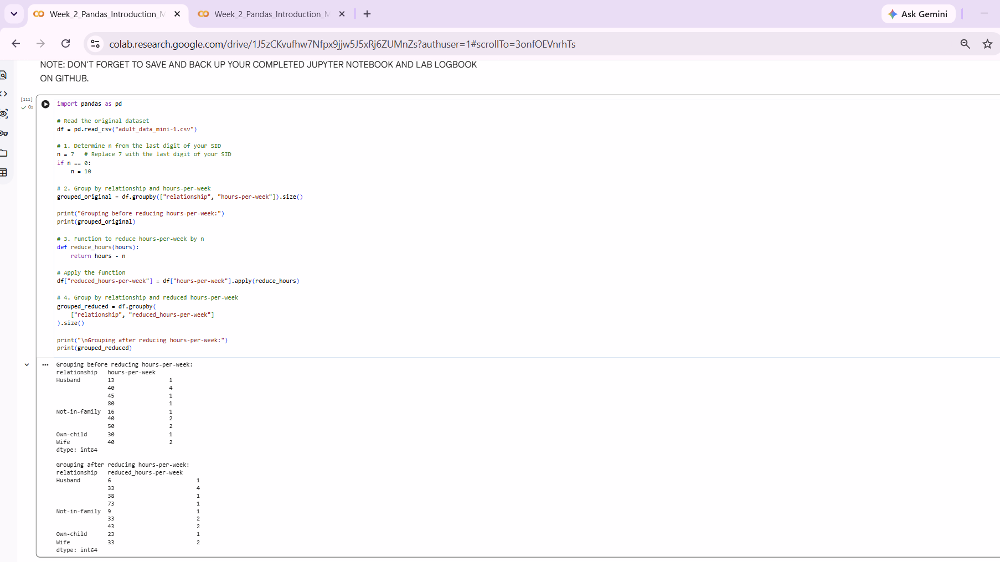 Week_2_Pandas_Introduction_M
Week_2_Pandas_Introduction_M
Ask Gemini
colab.research.google.com/drive/1J5zCKvufhw7Nfpx9jjw5J5xRj6ZUMnZs?authuser=1#scrollTo=3onfOEVnrhTs
NOTE: DON'T FORGET TO SAVE AND BACK UP YOUR COMPLETED JUPYTER NOTEBOOK AND LAB LOGBOOK
ON GITHUB.
[111]
0s
import pandas as pd
# Read the original dataset
df = pd.read_csv("adult_data_mini-1.csv")
# 1. Determine n from the last digit of your SID
n = 7   # Replace 7 with the last digit of your SID
if n == 0:
    n = 10
# 2. Group by relationship and hours-per-week
grouped_original = df.groupby(["relationship", "hours-per-week"]).size()
print("Grouping before reducing hours-per-week:")
print(grouped_original)
# 3. Function to reduce hours-per-week by n
def reduce_hours(hours):
    return hours - n
# Apply the function
df["reduced_hours-per-week"] = df["hours-per-week"].apply(reduce_hours)
# 4. Group by relationship and reduced hours-per-week
grouped_reduced = df.groupby(
    ["relationship", "reduced_hours-per-week"]
).size()
print("\nGrouping after reducing hours-per-week:")
print(grouped_reduced)
Grouping before reducing hours-per-week:
relationship   hours-per-week
Husband        13                1
               40                4
               45                1
               80                1
Not-in-family  16                1
               40                2
               50                2
Own-child      30                1
Wife           40                2
dtype: int64
Grouping after reducing hours-per-week:
relationship   reduced_hours-per-week
Husband        6                         1
               33                        4
               38                        1
               73                        1
Not-in-family  9                         1
               33                        2
               43                        2
Own-child      23                        1
Wife           33                        2
dtype: int64